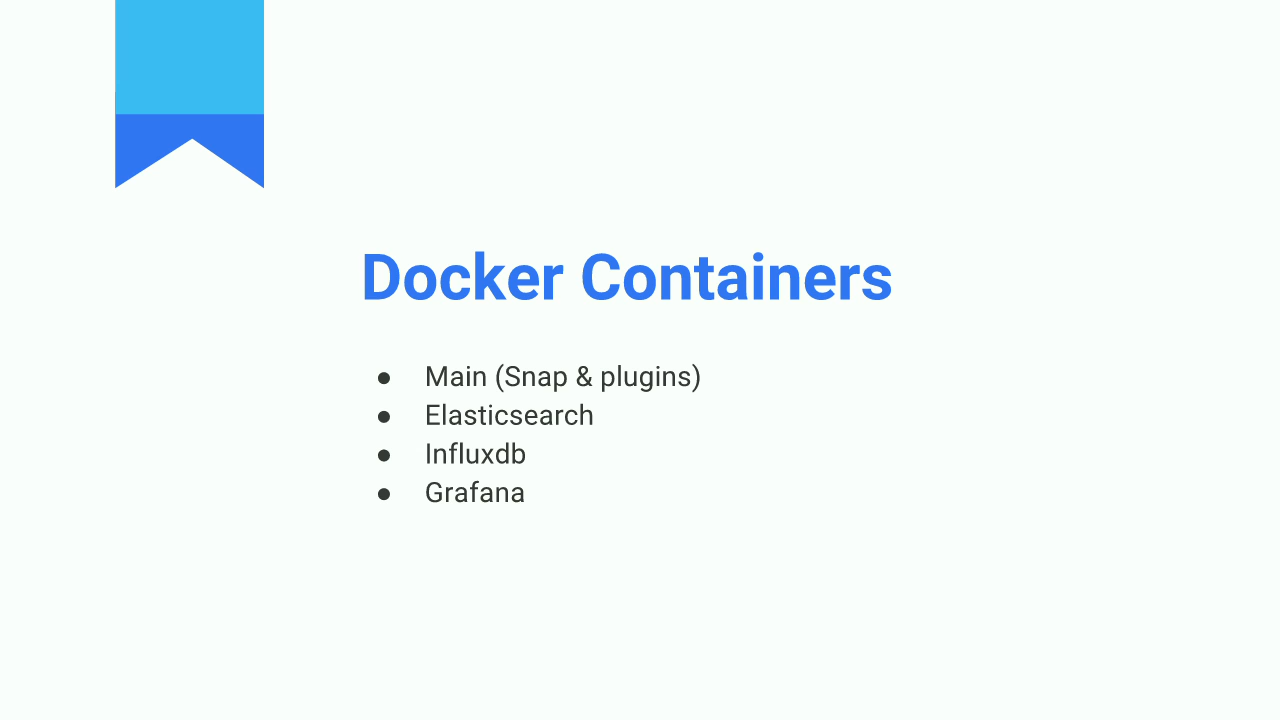 Docker Containers
● Main (Snap & plugins)
● Elasticsearch
● Influxdb
● Grafana